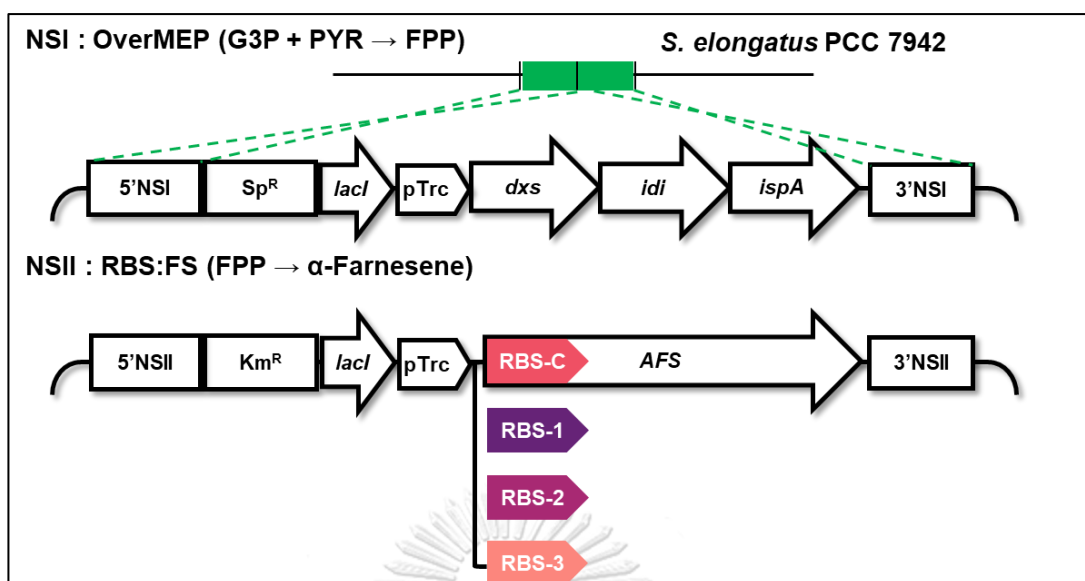 NSI : OverMEP (G3P + PYR → FPP) S. elongatus PCC 7942
5'NSI Spᴿ lacI pTrc dxs idi ispA 3'NSI
NSII : RBS:FS (FPP → α-Farnesene)
5'NSII Kmᴿ lacI pTrc RBS-C AFS 3'NSII
RBS-1
RBS-2
RBS-3